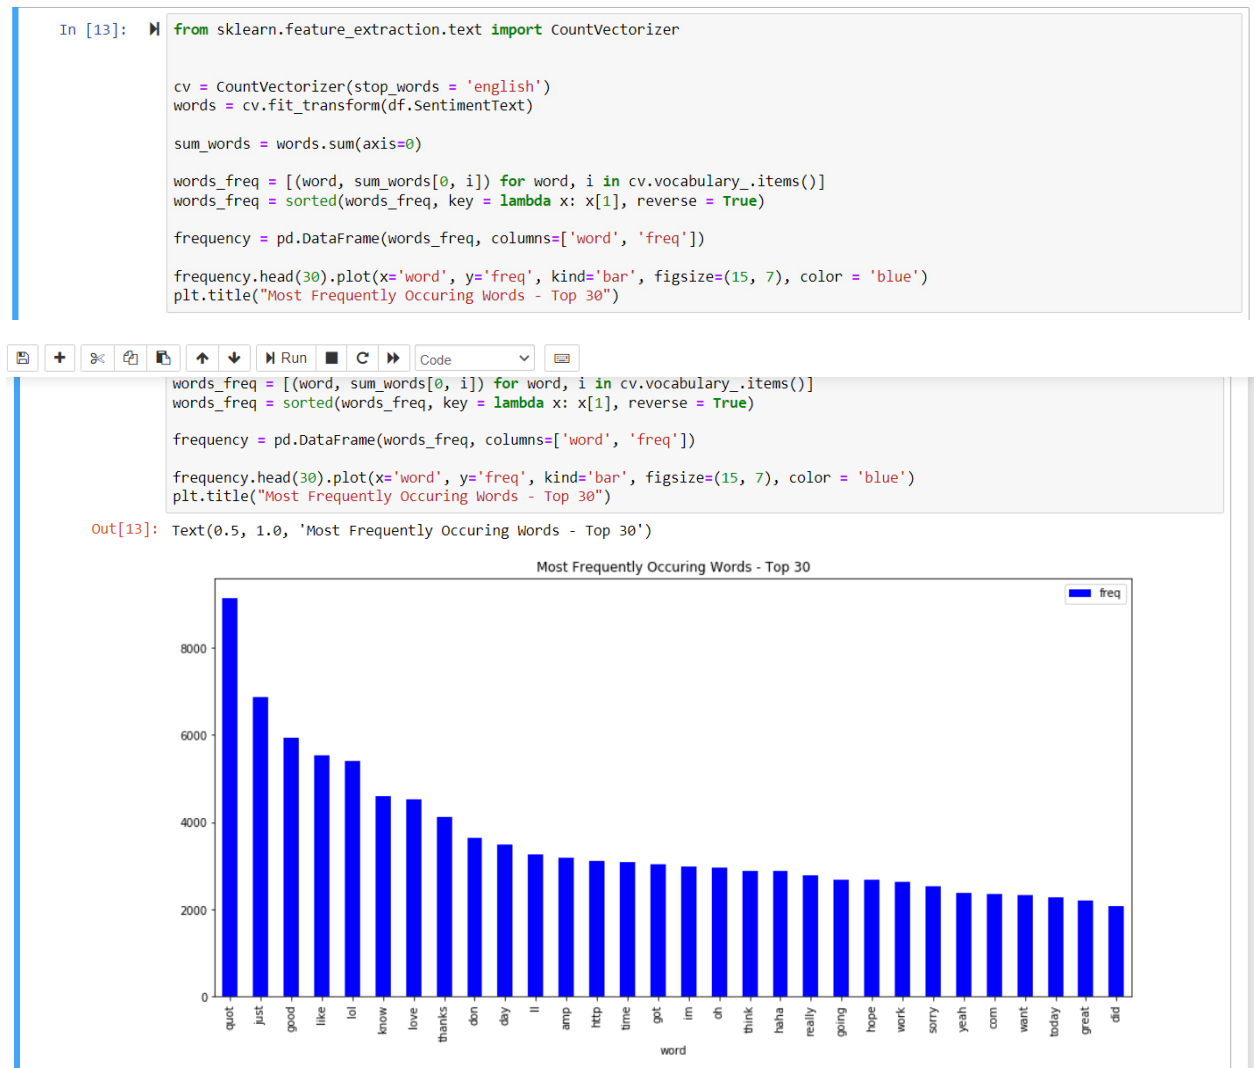 In [13]:
from sklearn.feature_extraction.text import CountVectorizer
cv = CountVectorizer(stop_words = 'english')
words = cv.fit_transform(df.SentimentText)
sum_words = words.sum(axis=0)
words_freq = [(word, sum_words[0, i]) for word, i in cv.vocabulary_.items()]
words_freq = sorted(words_freq, key = lambda x: x[1], reverse = True)
frequency = pd.DataFrame(words_freq, columns=['word', 'freq'])
frequency.head(30).plot(x='word', y='freq', kind='bar', figsize=(15, 7), color = 'blue')
plt.title("Most Frequently Occuring Words - Top 30")
Run
Code
words_freq = [(word, sum_words[0, i]) for word, i in cv.vocabulary_.items()]
words_freq = sorted(words_freq, key = lambda x: x[1], reverse = True)
frequency = pd.DataFrame(words_freq, columns=['word', 'freq'])
frequency.head(30).plot(x='word', y='freq', kind='bar', figsize=(15, 7), color = 'blue')
plt.title("Most Frequently Occuring Words - Top 30")
Out[13]: Text(0.5, 1.0, 'Most Frequently Occuring Words - Top 30')
Most Frequently Occuring Words - Top 30
freq
8000
6000
4000
2000
0
quot
just
good
like
lol
know
love
thanks
don
day
ll
amp
http
time
got
im
oh
think
haha
really
going
hope
work
sorry
yeah
com
want
today
great
did
word